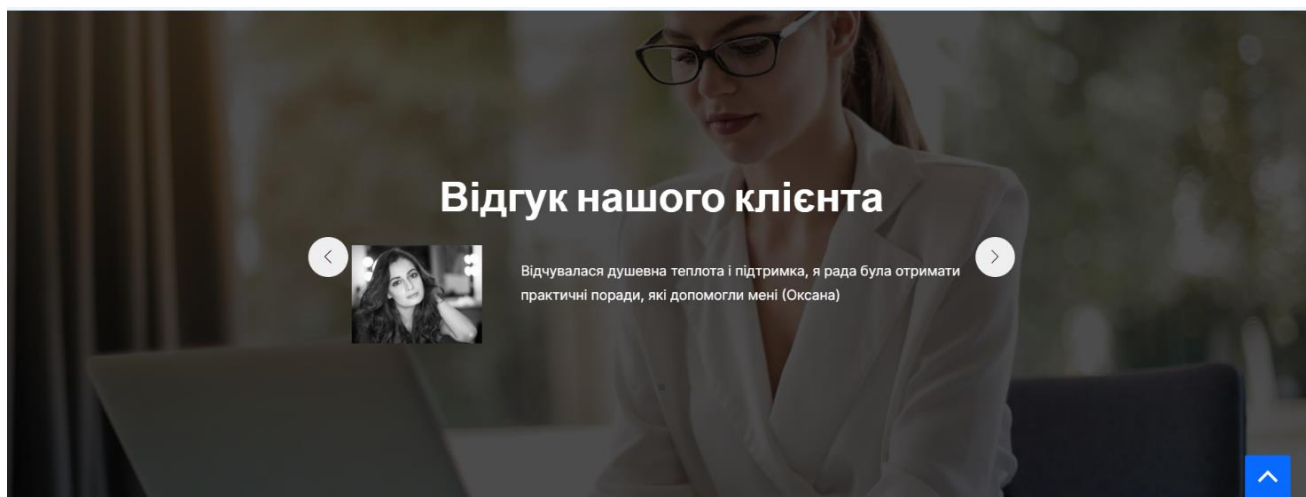 Відгук нашого клієнта
Відчувалася душевна теплота і підтримка, я рада була отримати
практичні поради, які допомогли мені (Оксана)